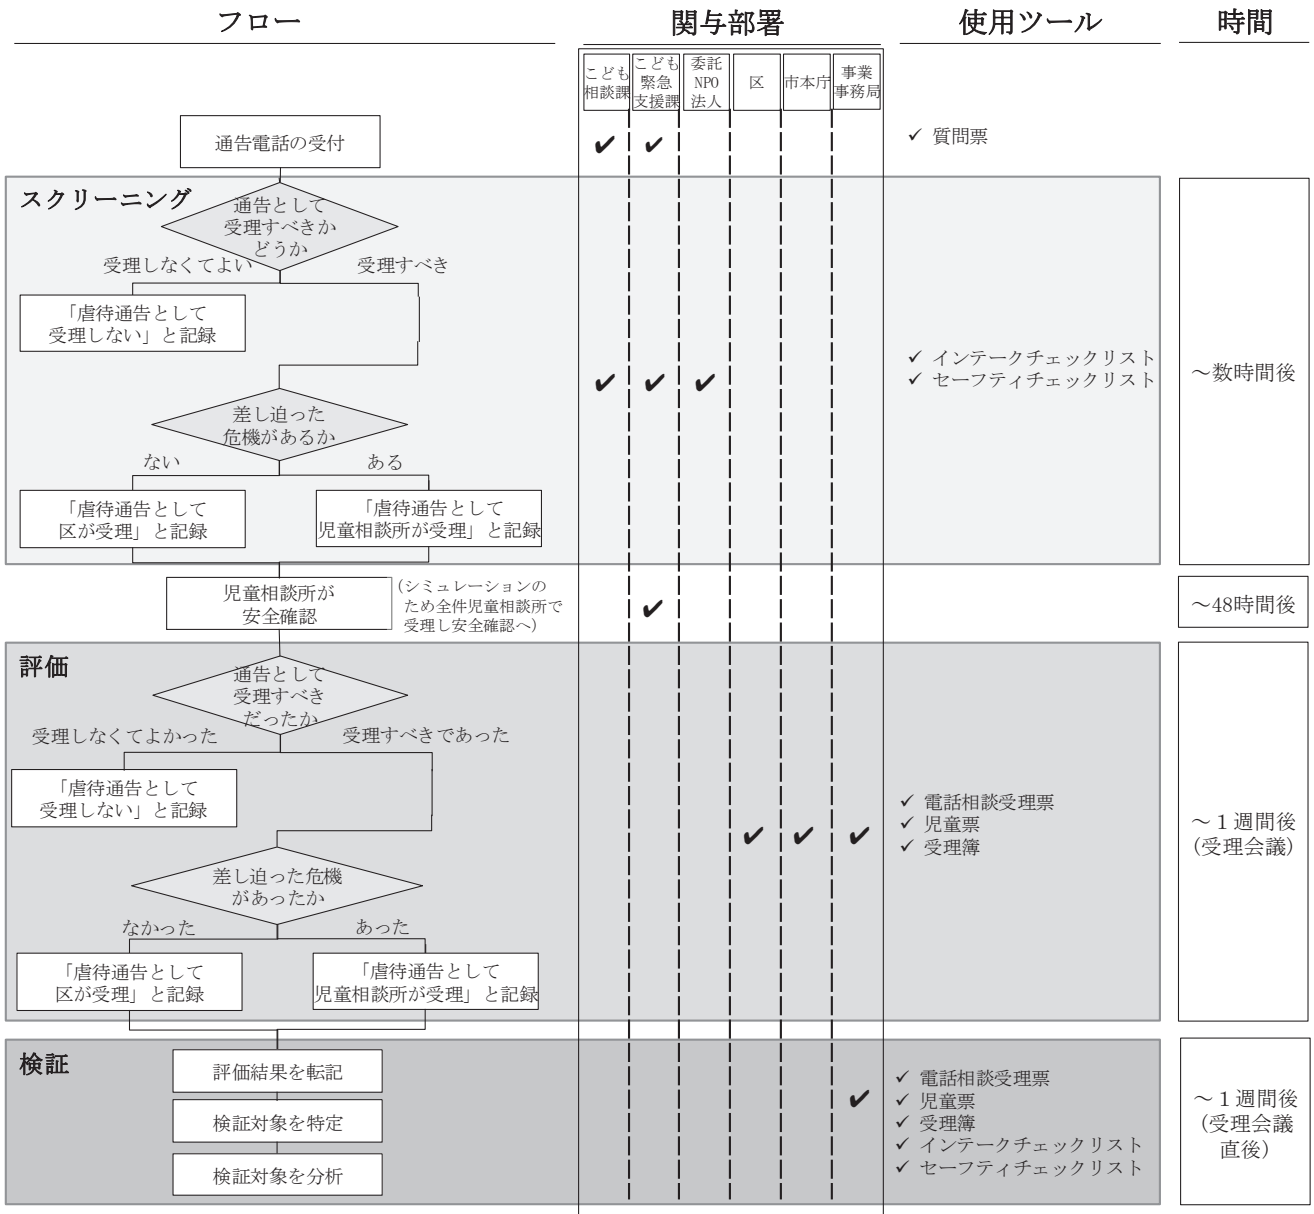 フロー
関与部署
使用ツール
時間
こども
相談課
こども
緊急
支援課
委託
NPO
法人
区
市本庁
事業
事務局
通告電話の受付
✓ 質問票
スクリーニング
通告として
受理すべきか
どうか
受理しなくてよい
受理すべき
「虐待通告として
受理しない」と記録
差し迫った
危機があるか
ない
ある
「虐待通告として
区が受理」と記録
「虐待通告として
児童相談所が受理」と記録
✓ インテークチェックリスト
✓ セーフティチェックリスト
～数時間後
児童相談所が
安全確認
(シミュレーションの
ため全件児童相談所で
受理し安全確認へ)
～48時間後
評価
通告として
受理すべき
だったか
受理しなくてよかった
受理すべきであった
「虐待通告として
受理しない」と記録
差し迫った危機
があったか
なかった
あった
「虐待通告として
区が受理」と記録
「虐待通告として
児童相談所が受理」と記録
✓ 電話相談受理票
✓ 児童票
✓ 受理簿
～１週間後
(受理会議)
検証
評価結果を転記
検証対象を特定
検証対象を分析
✓ 電話相談受理票
✓ 児童票
✓ 受理簿
✓ インテークチェックリスト
✓ セーフティチェックリスト
～１週間後
(受理会議
直後)